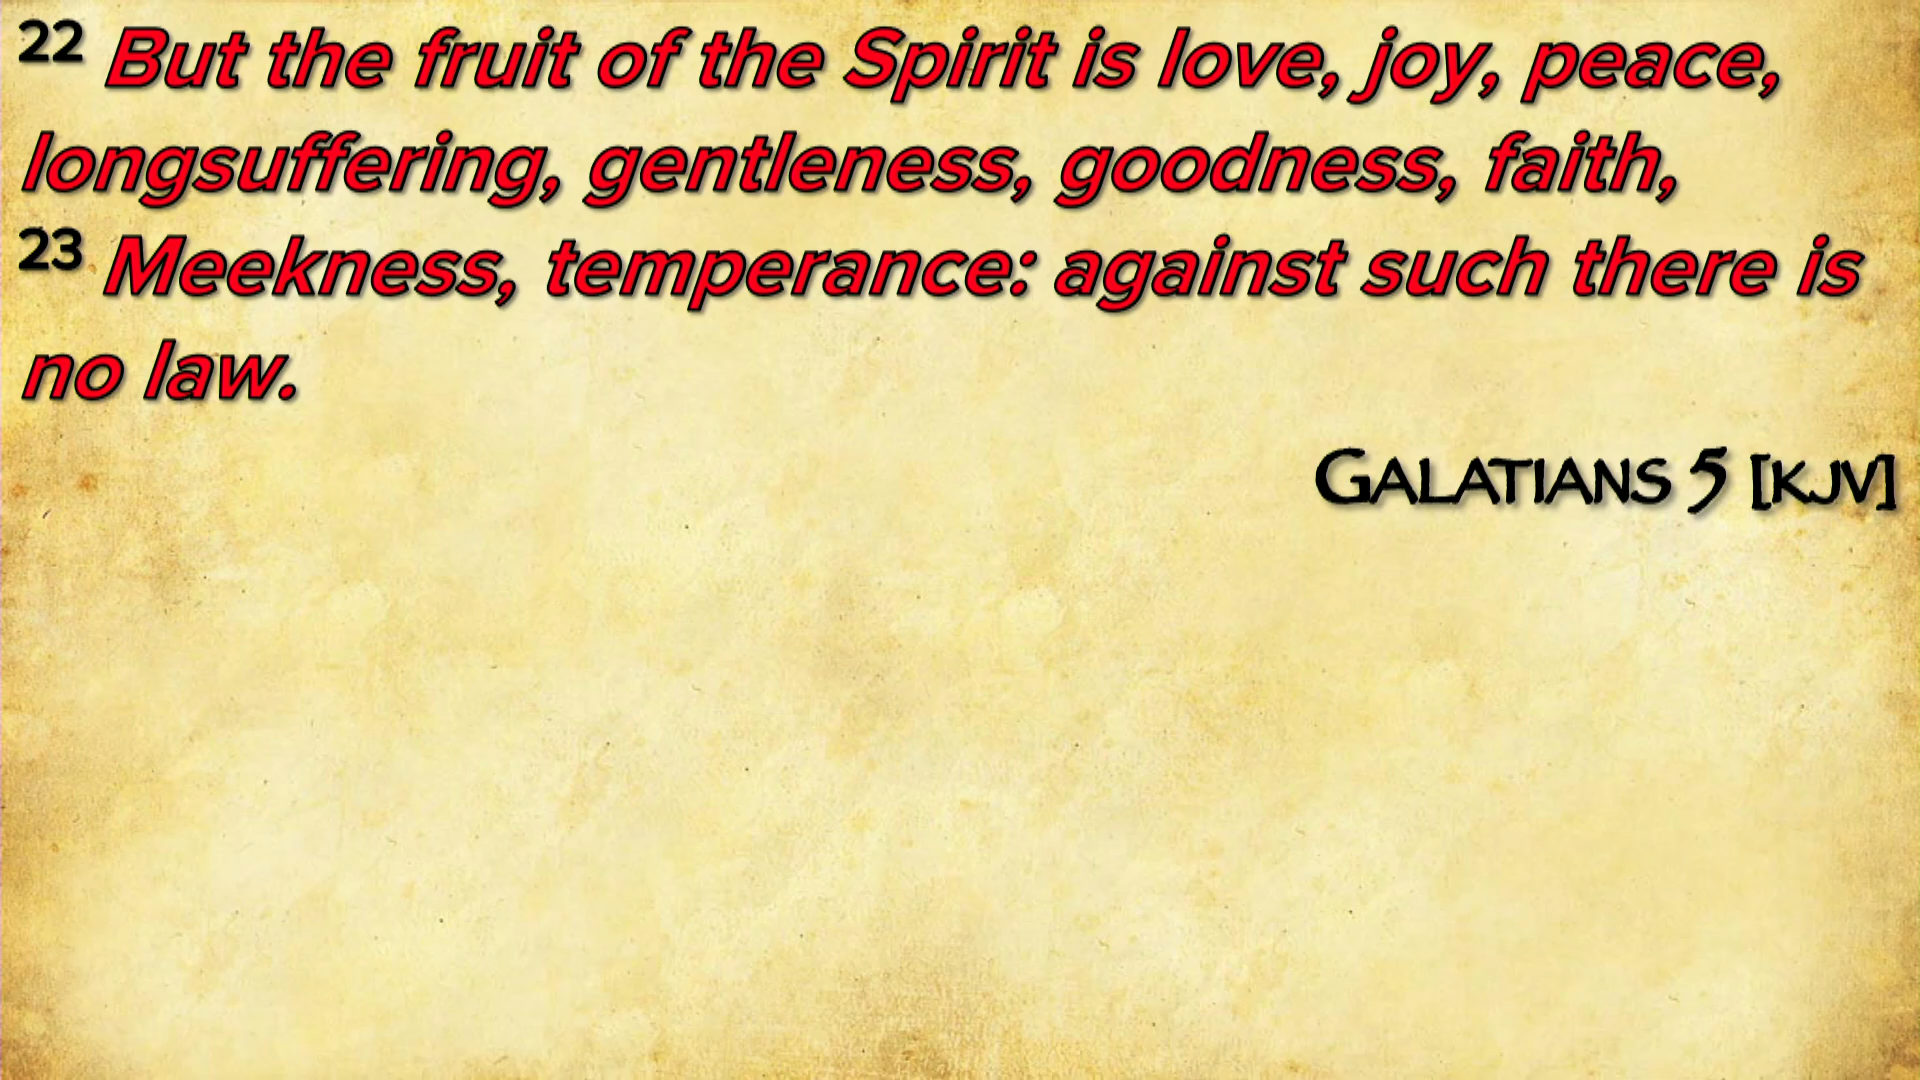 22 But the fruit of the Spirit is love, joy, peace,
longsuffering, gentleness, goodness, faith,
23 Meekness, temperance: against such there is
no law.
Galatians 5 [KJV]